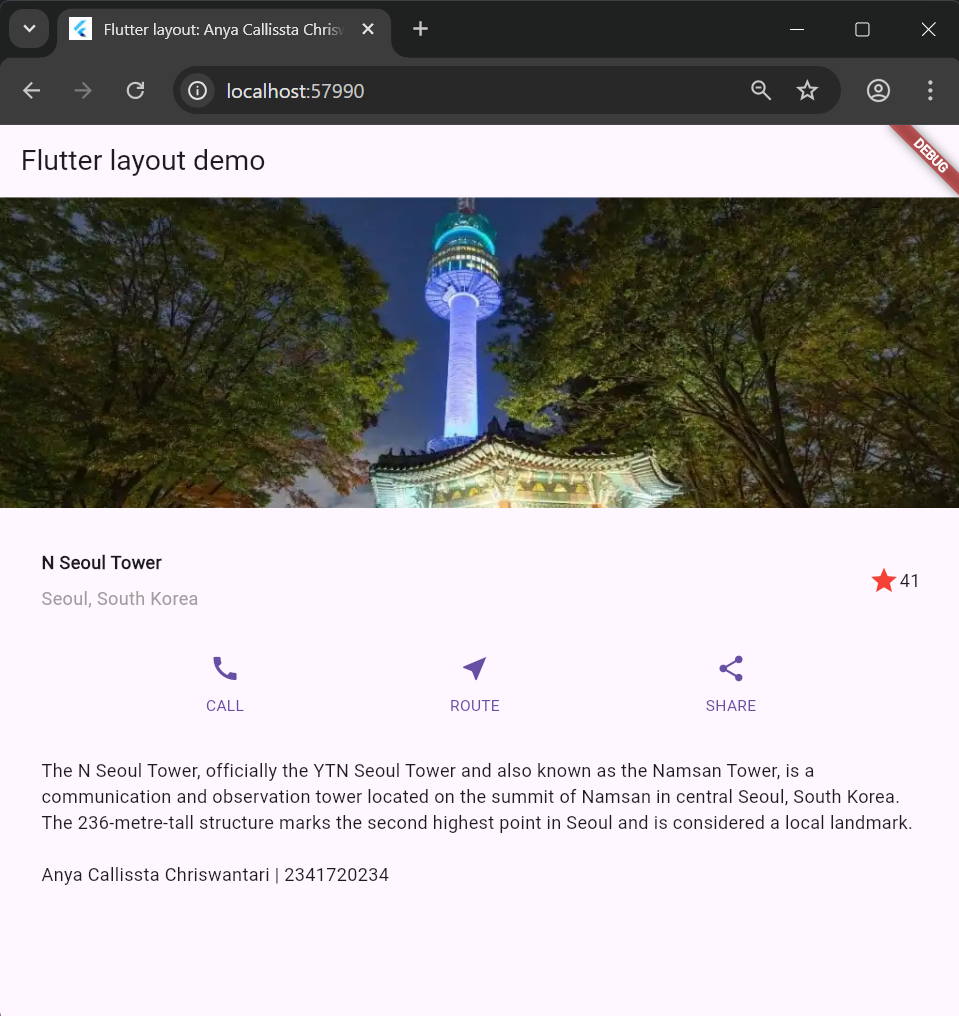 Flutter layout: Anya Callissta Chrisw
localhost:57990
Flutter layout demo
DEBUG
N Seoul Tower
Seoul, South Korea
41
CALL
ROUTE
SHARE
The N Seoul Tower, officially the YTN Seoul Tower and also known as the Namsan Tower, is a
communication and observation tower located on the summit of Namsan in central Seoul, South Korea.
The 236-metre-tall structure marks the second highest point in Seoul and is considered a local landmark.
Anya Callissta Chriswantari | 2341720234